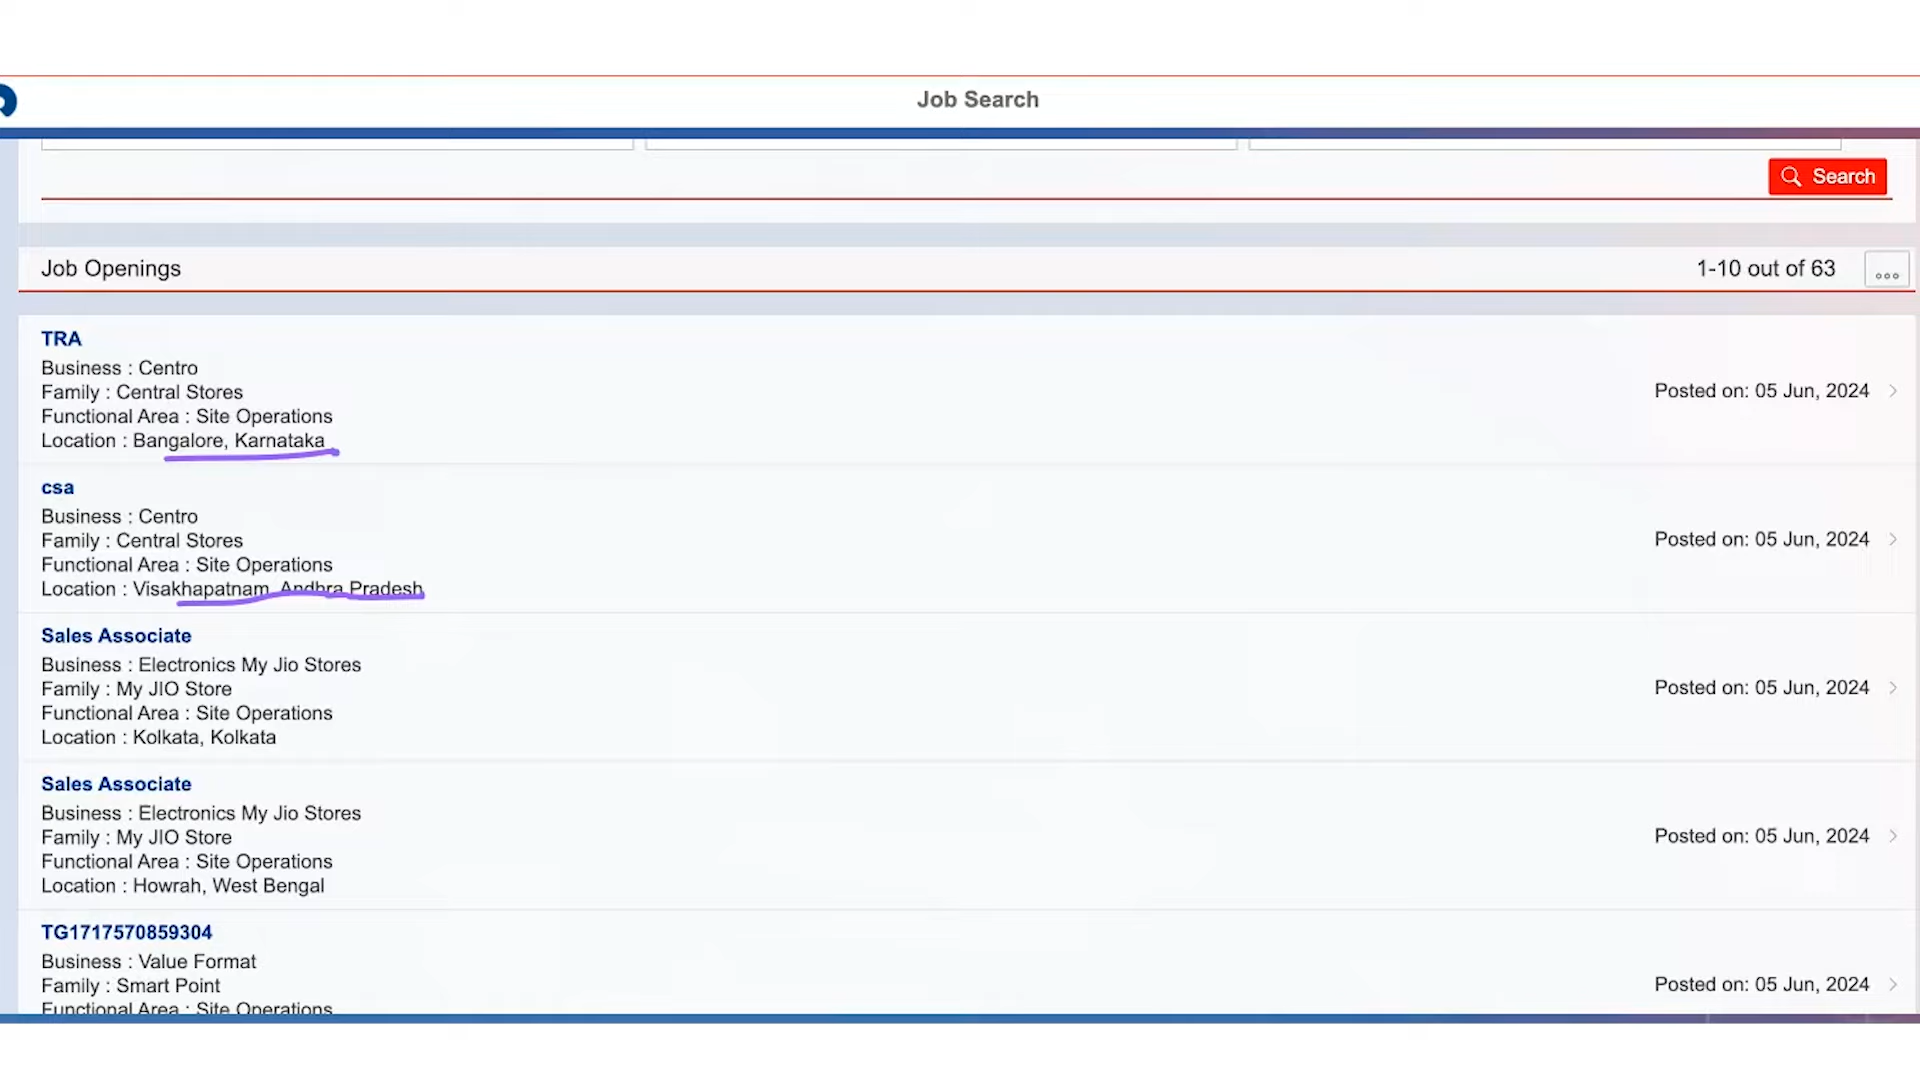 Job Search
Search
Job Openings
1-10 out of 63
TRA
Business : Centro
Family : Central Stores
Functional Area : Site Operations
Location : Bangalore, Karnataka
Posted on: 05 Jun, 2024
csa
Business : Centro
Family : Central Stores
Functional Area : Site Operations
Location : Visakhapatnam, Andhra Pradesh
Posted on: 05 Jun, 2024
Sales Associate
Business : Electronics My Jio Stores
Family : My JIO Store
Functional Area : Site Operations
Location : Kolkata, Kolkata
Posted on: 05 Jun, 2024
Sales Associate
Business : Electronics My Jio Stores
Family : My JIO Store
Functional Area : Site Operations
Location : Howrah, West Bengal
Posted on: 05 Jun, 2024
TG1717570859304
Business : Value Format
Family : Smart Point
Functional Area : Site Operations
Posted on: 05 Jun, 2024